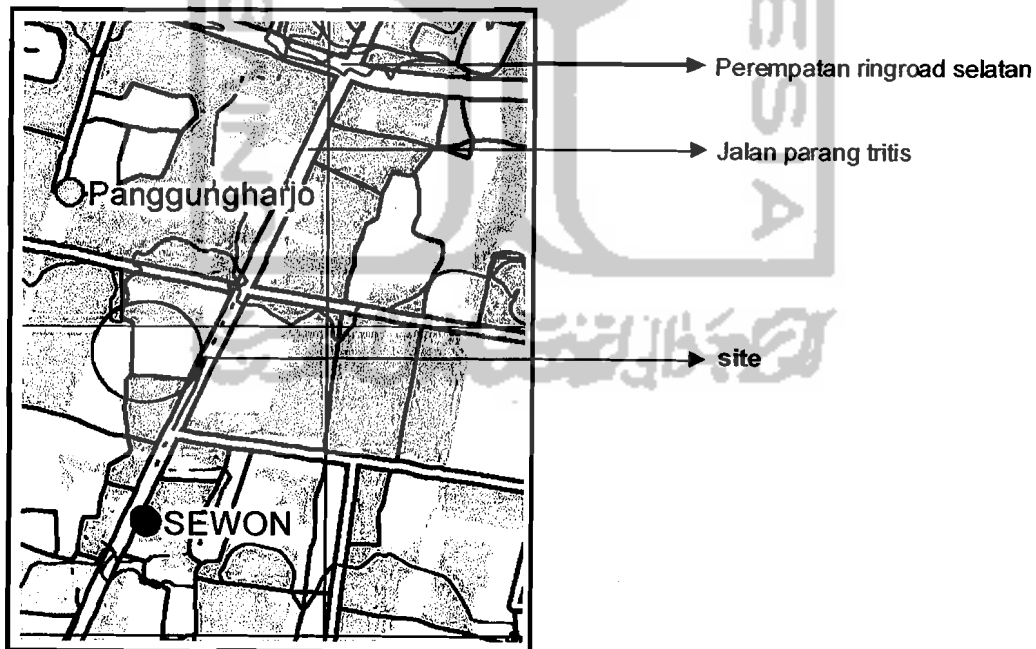 Perempatan ringroad selatan
Jalan parang tritis
Panggungharjo
site
SEWON